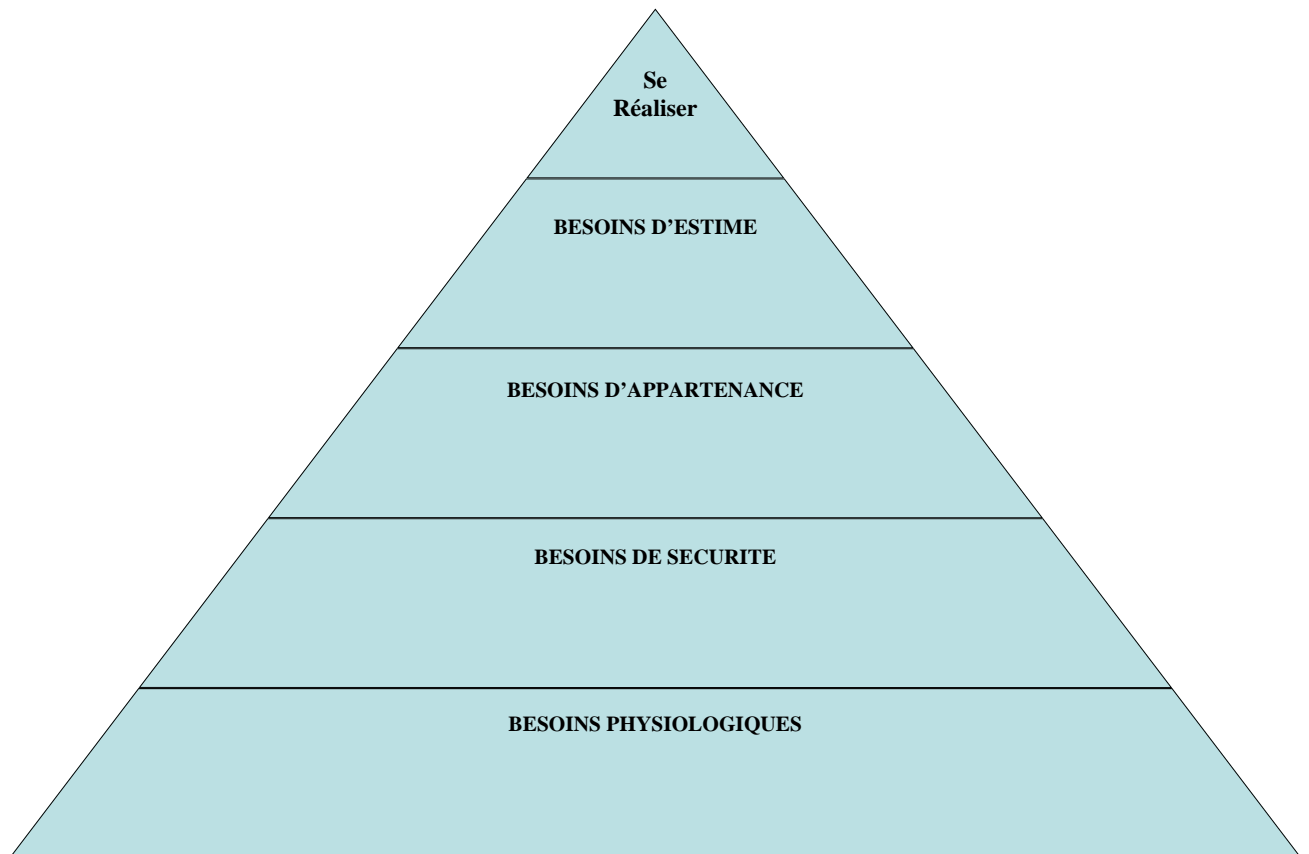 Se
Réaliser
BESOINS D’ESTIME
BESOINS D’APPARTENANCE
BESOINS DE SECURITE
BESOINS PHYSIOLOGIQUES